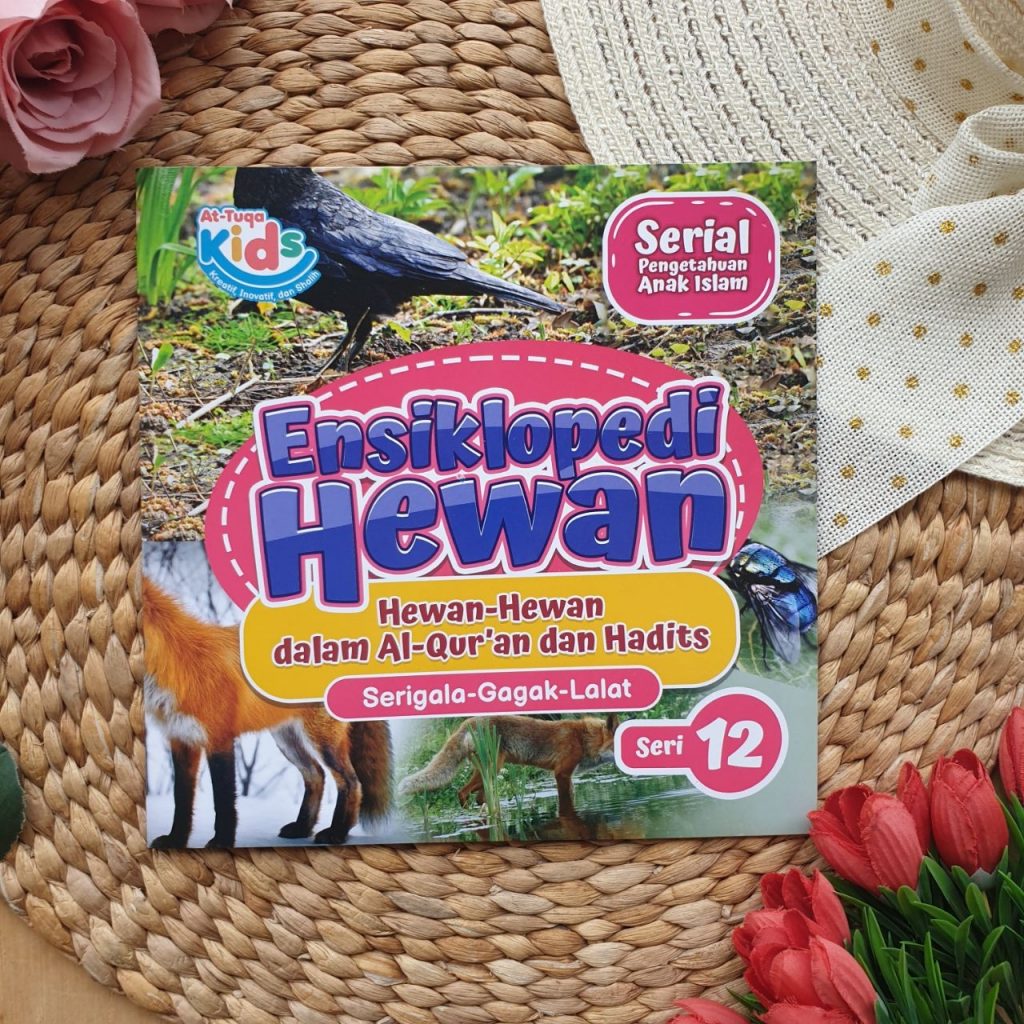 At-Tuqa
Kids
Kreatif, Inovatif, dan Shalih
Serial
Pengetahuan
Anak Islam
Ensiklopedi
Hewan
Hewan-Hewan
dalam Al-Qur'an dan Hadits
Serigala-Gagak-Lalat
Seri 12